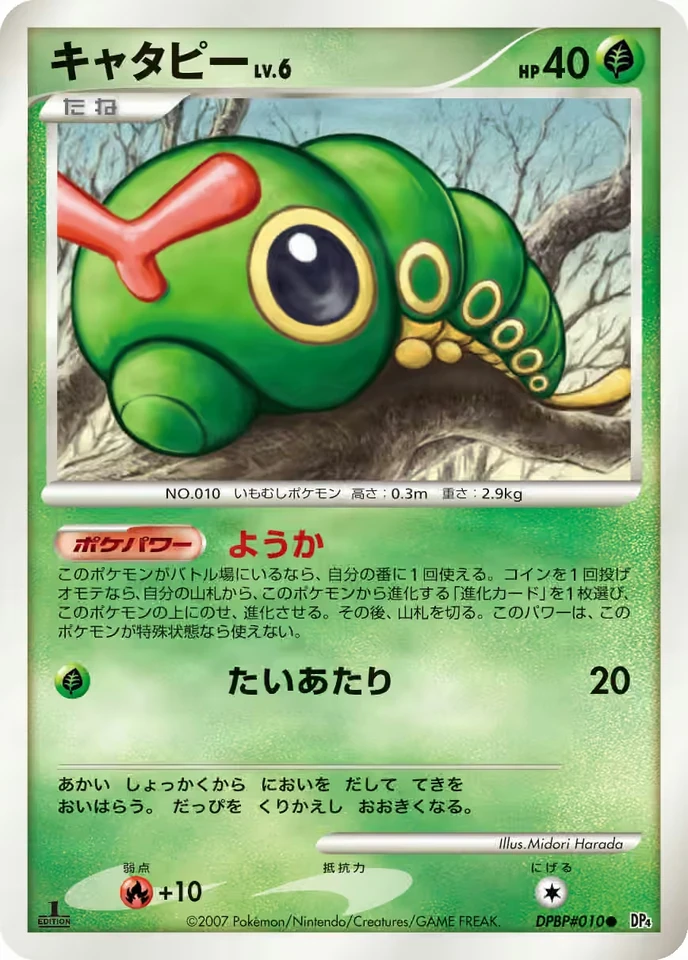 キャタピー LV.6 HP 40
たね
NO.010 いもむしポケモン 高さ:0.3m 重さ:2.9kg
ポケパワー ようか
このポケモンがバトル場にいるなら、自分の番に1回使える。コインを1回投げ
オモテなら、自分の山札から、このポケモンから進化する「進化カード」を1枚選び、
このポケモンの上にのせ、進化させる。その後、山札を切る。このパワーは、この
ポケモンが特殊状態なら使えない。
たいあたり 20
あかい しょっかくから においを だして てきを
おいはらう。 だっぴを くりかえし おおきくなる。
Illus.Midori Harada
弱点 抵抗力 にげる
+10
1 EDITION ©2007 Pokémon/Nintendo/Creatures/GAME FREAK. DPBP#010● DP4